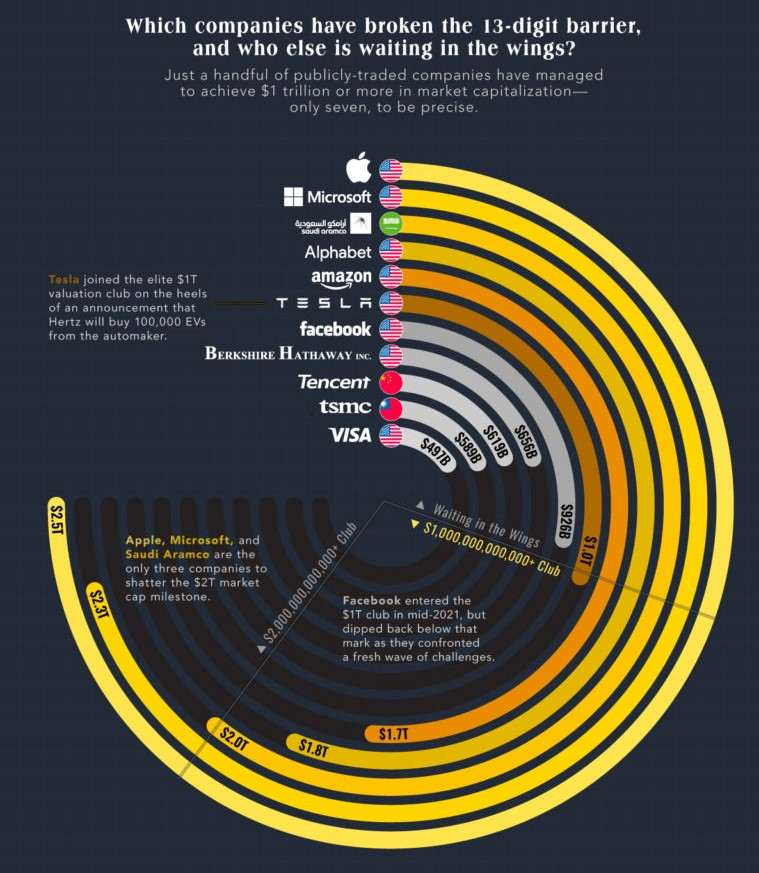 Which companies have broken the 13-digit barrier,
and who else is waiting in the wings?
Just a handful of publicly-traded companies have managed
to achieve $1 trillion or more in market capitalization—
only seven, to be precise.
Microsoft
أرامكو السعودية
saudi aramco
Alphabet
amazon
TESLA
facebook
BERKSHIRE HATHAWAY INC.
Tencent
tsmc
VISA
Tesla joined the elite $1T
valuation club on the heels
of an announcement that
Hertz will buy 100,000 EVs
from the automaker.
$497B
$589B
$619B
$656B
$926B
$1.0T
$1.7T
$1.8T
$2.0T
$2.3T
$2.5T
▲ Waiting in the Wings
▼ $1,000,000,000,000+ Club
▼ $2,000,000,000,000+ Club
Apple, Microsoft, and
Saudi Aramco are the
only three companies to
shatter the $2T market
cap milestone.
Facebook entered the
$1T club in mid-2021, but
dipped back below that
mark as they confronted
a fresh wave of challenges.